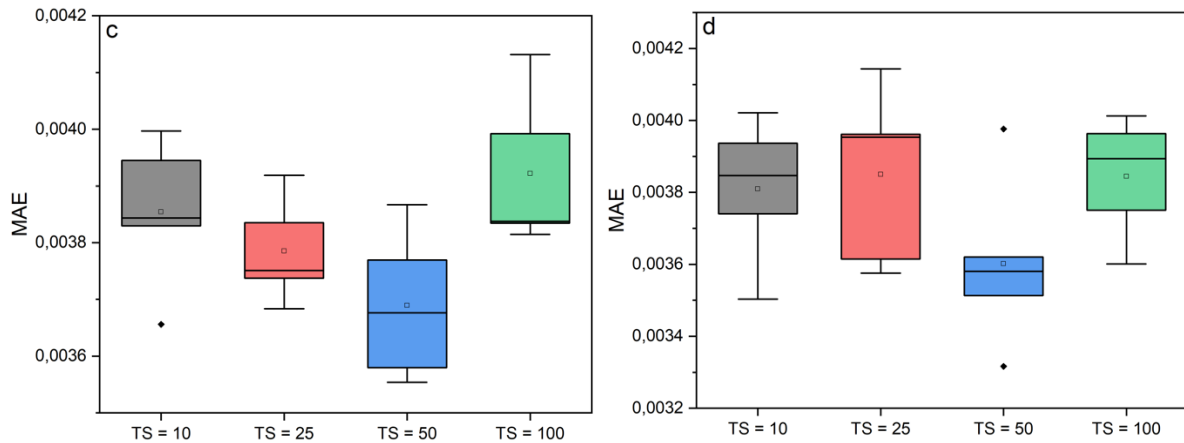 c
MAE
0,0042
0,0040
0,0038
0,0036
TS = 10
TS = 25
TS = 50
TS = 100
d
MAE
0,0042
0,0040
0,0038
0,0036
0,0034
0,0032
TS = 10
TS = 25
TS = 50
TS = 100